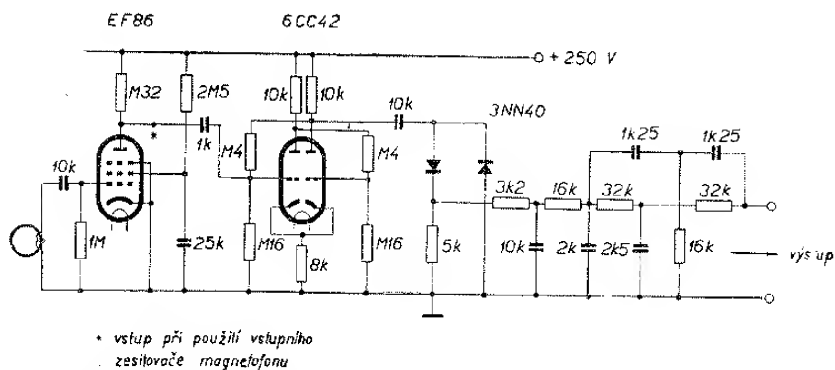 EF86 6CC42
+ 250 V
M32 2M5 10k 10k 10k 3NN40
1k25 1k25
* 1k M4 M4
10k 3k2 16k 32k 32k
1M 25k M16 M16 5k 10k 2k 2k5 16k
8k
výstup
* vstup při použití vstupního
zesilovače magnetofonu